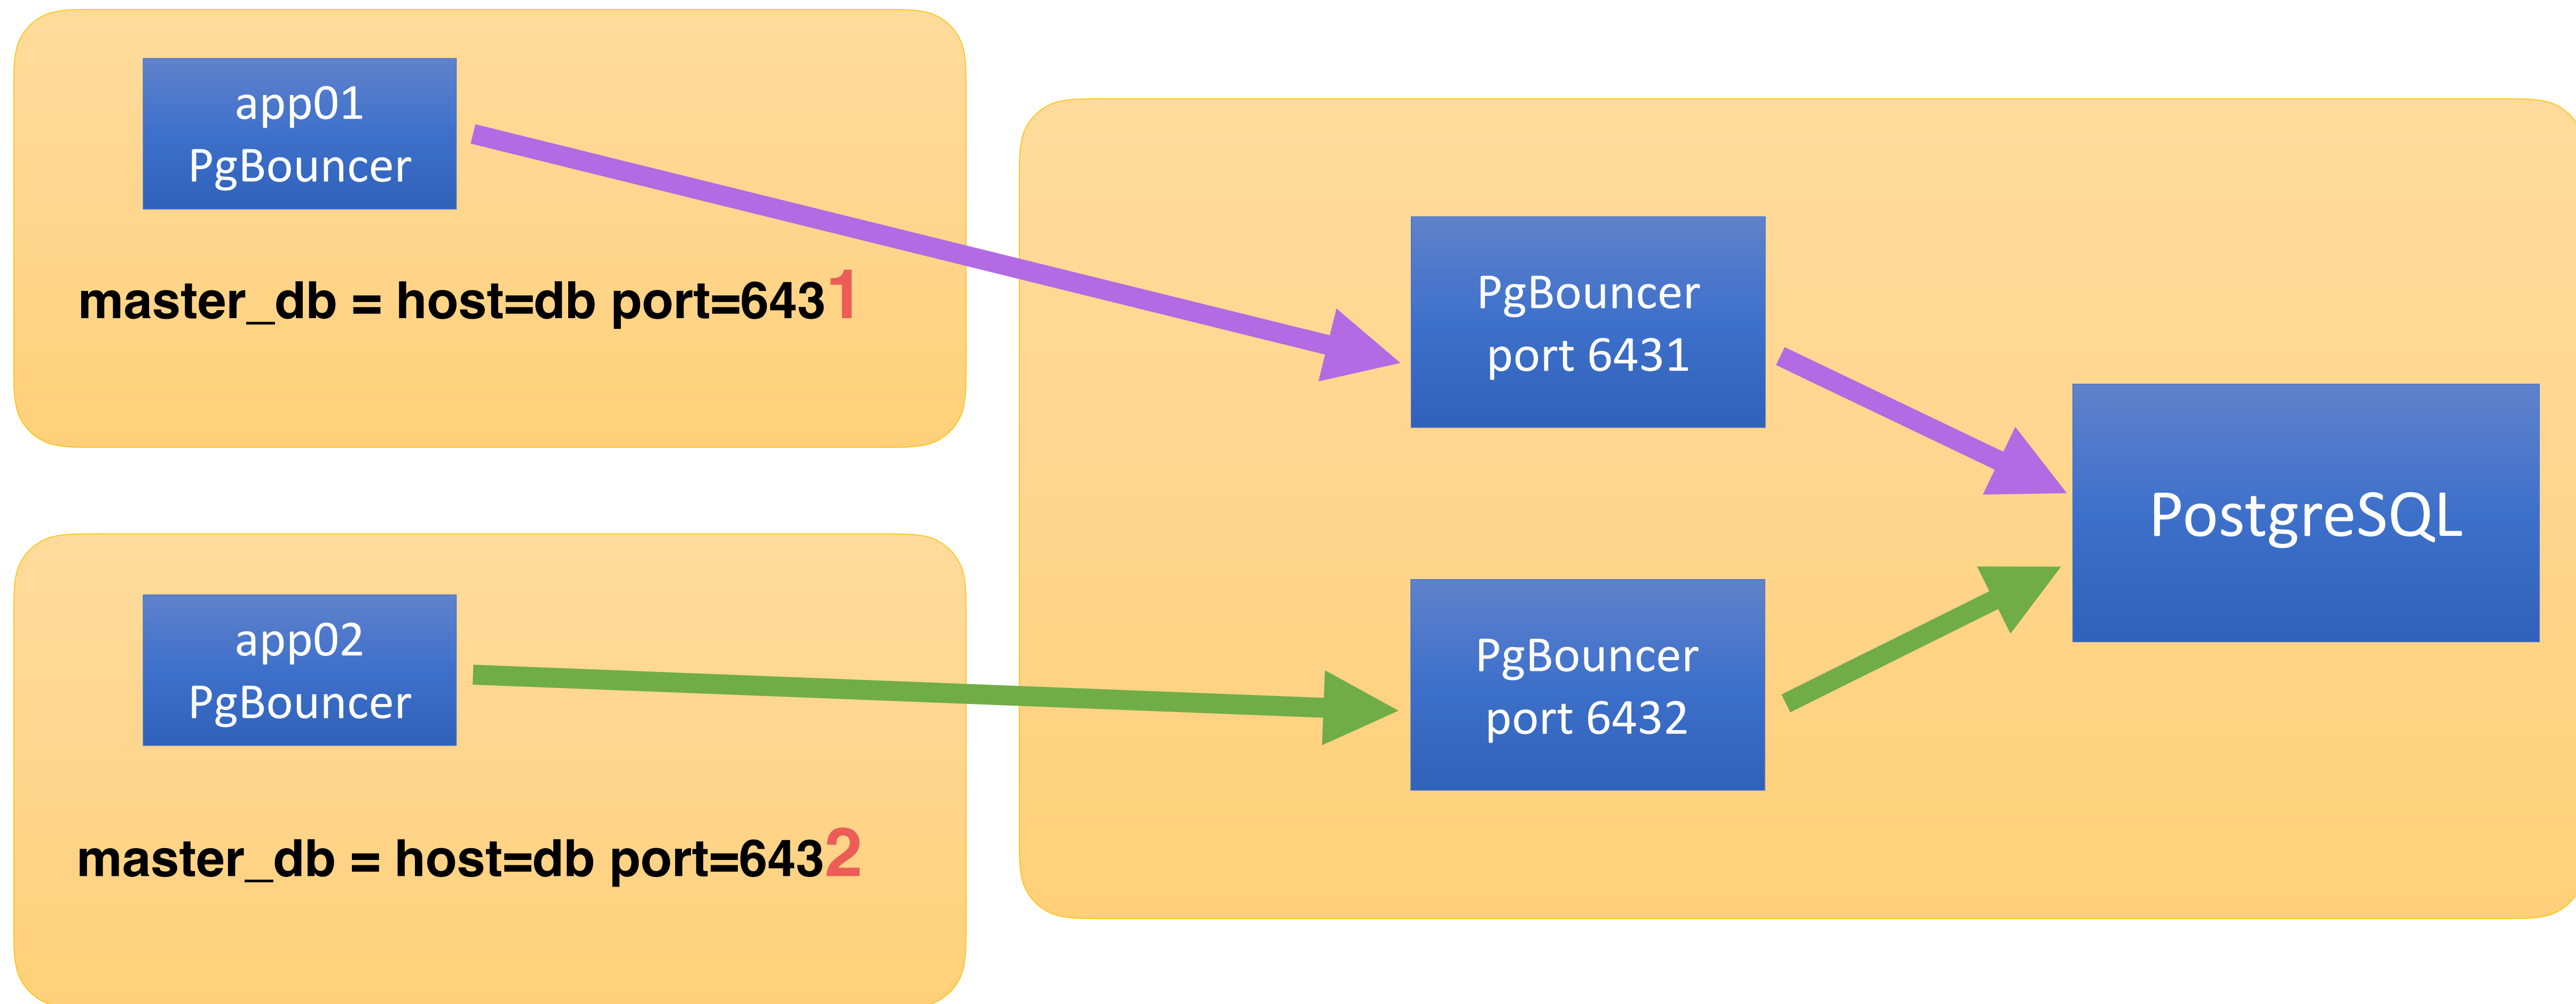 app01
PgBouncer
master_db = host=db port=6431
app02
PgBouncer
master_db = host=db port=6432
PgBouncer
port 6431
PgBouncer
port 6432
PostgreSQL